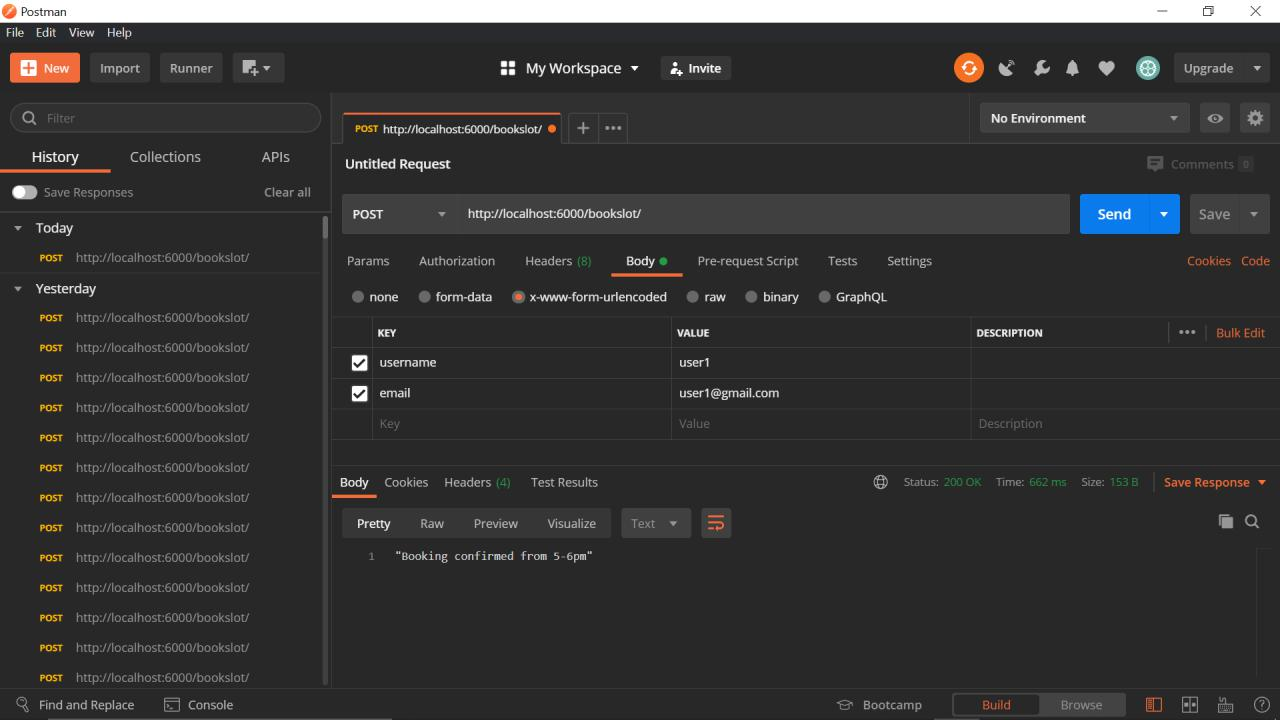 Postman
File Edit View Help
New Import Runner My Workspace Invite Upgrade
Filter
History Collections APIs
Save Responses Clear all
Today
POST http://localhost:6000/bookslot/
Yesterday
POST http://localhost:6000/bookslot/
POST http://localhost:6000/bookslot/
POST http://localhost:6000/bookslot/
POST http://localhost:6000/bookslot/
POST http://localhost:6000/bookslot/
POST http://localhost:6000/bookslot/
POST http://localhost:6000/bookslot/
POST http://localhost:6000/bookslot/
POST http://localhost:6000/bookslot/
POST http://localhost:6000/bookslot/
POST http://localhost:6000/bookslot/
POST http://localhost:6000/bookslot/
POST http://localhost:6000/bookslot/
POST http://localhost:6000/bookslot/ No Environment
Untitled Request Comments 0
POST http://localhost:6000/bookslot/ Send Save
Params Authorization Headers (8) Body Pre-request Script Tests Settings Cookies Code
none form-data x-www-form-urlencoded raw binary GraphQL
KEY VALUE DESCRIPTION Bulk Edit
username user1
email user1@gmail.com
Key Value Description
Body Cookies Headers (4) Test Results Status: 200 OK Time: 662 ms Size: 153 B Save Response
Pretty Raw Preview Visualize Text
1 "Booking confirmed from 5-6pm"
Find and Replace Console Bootcamp Build Browse